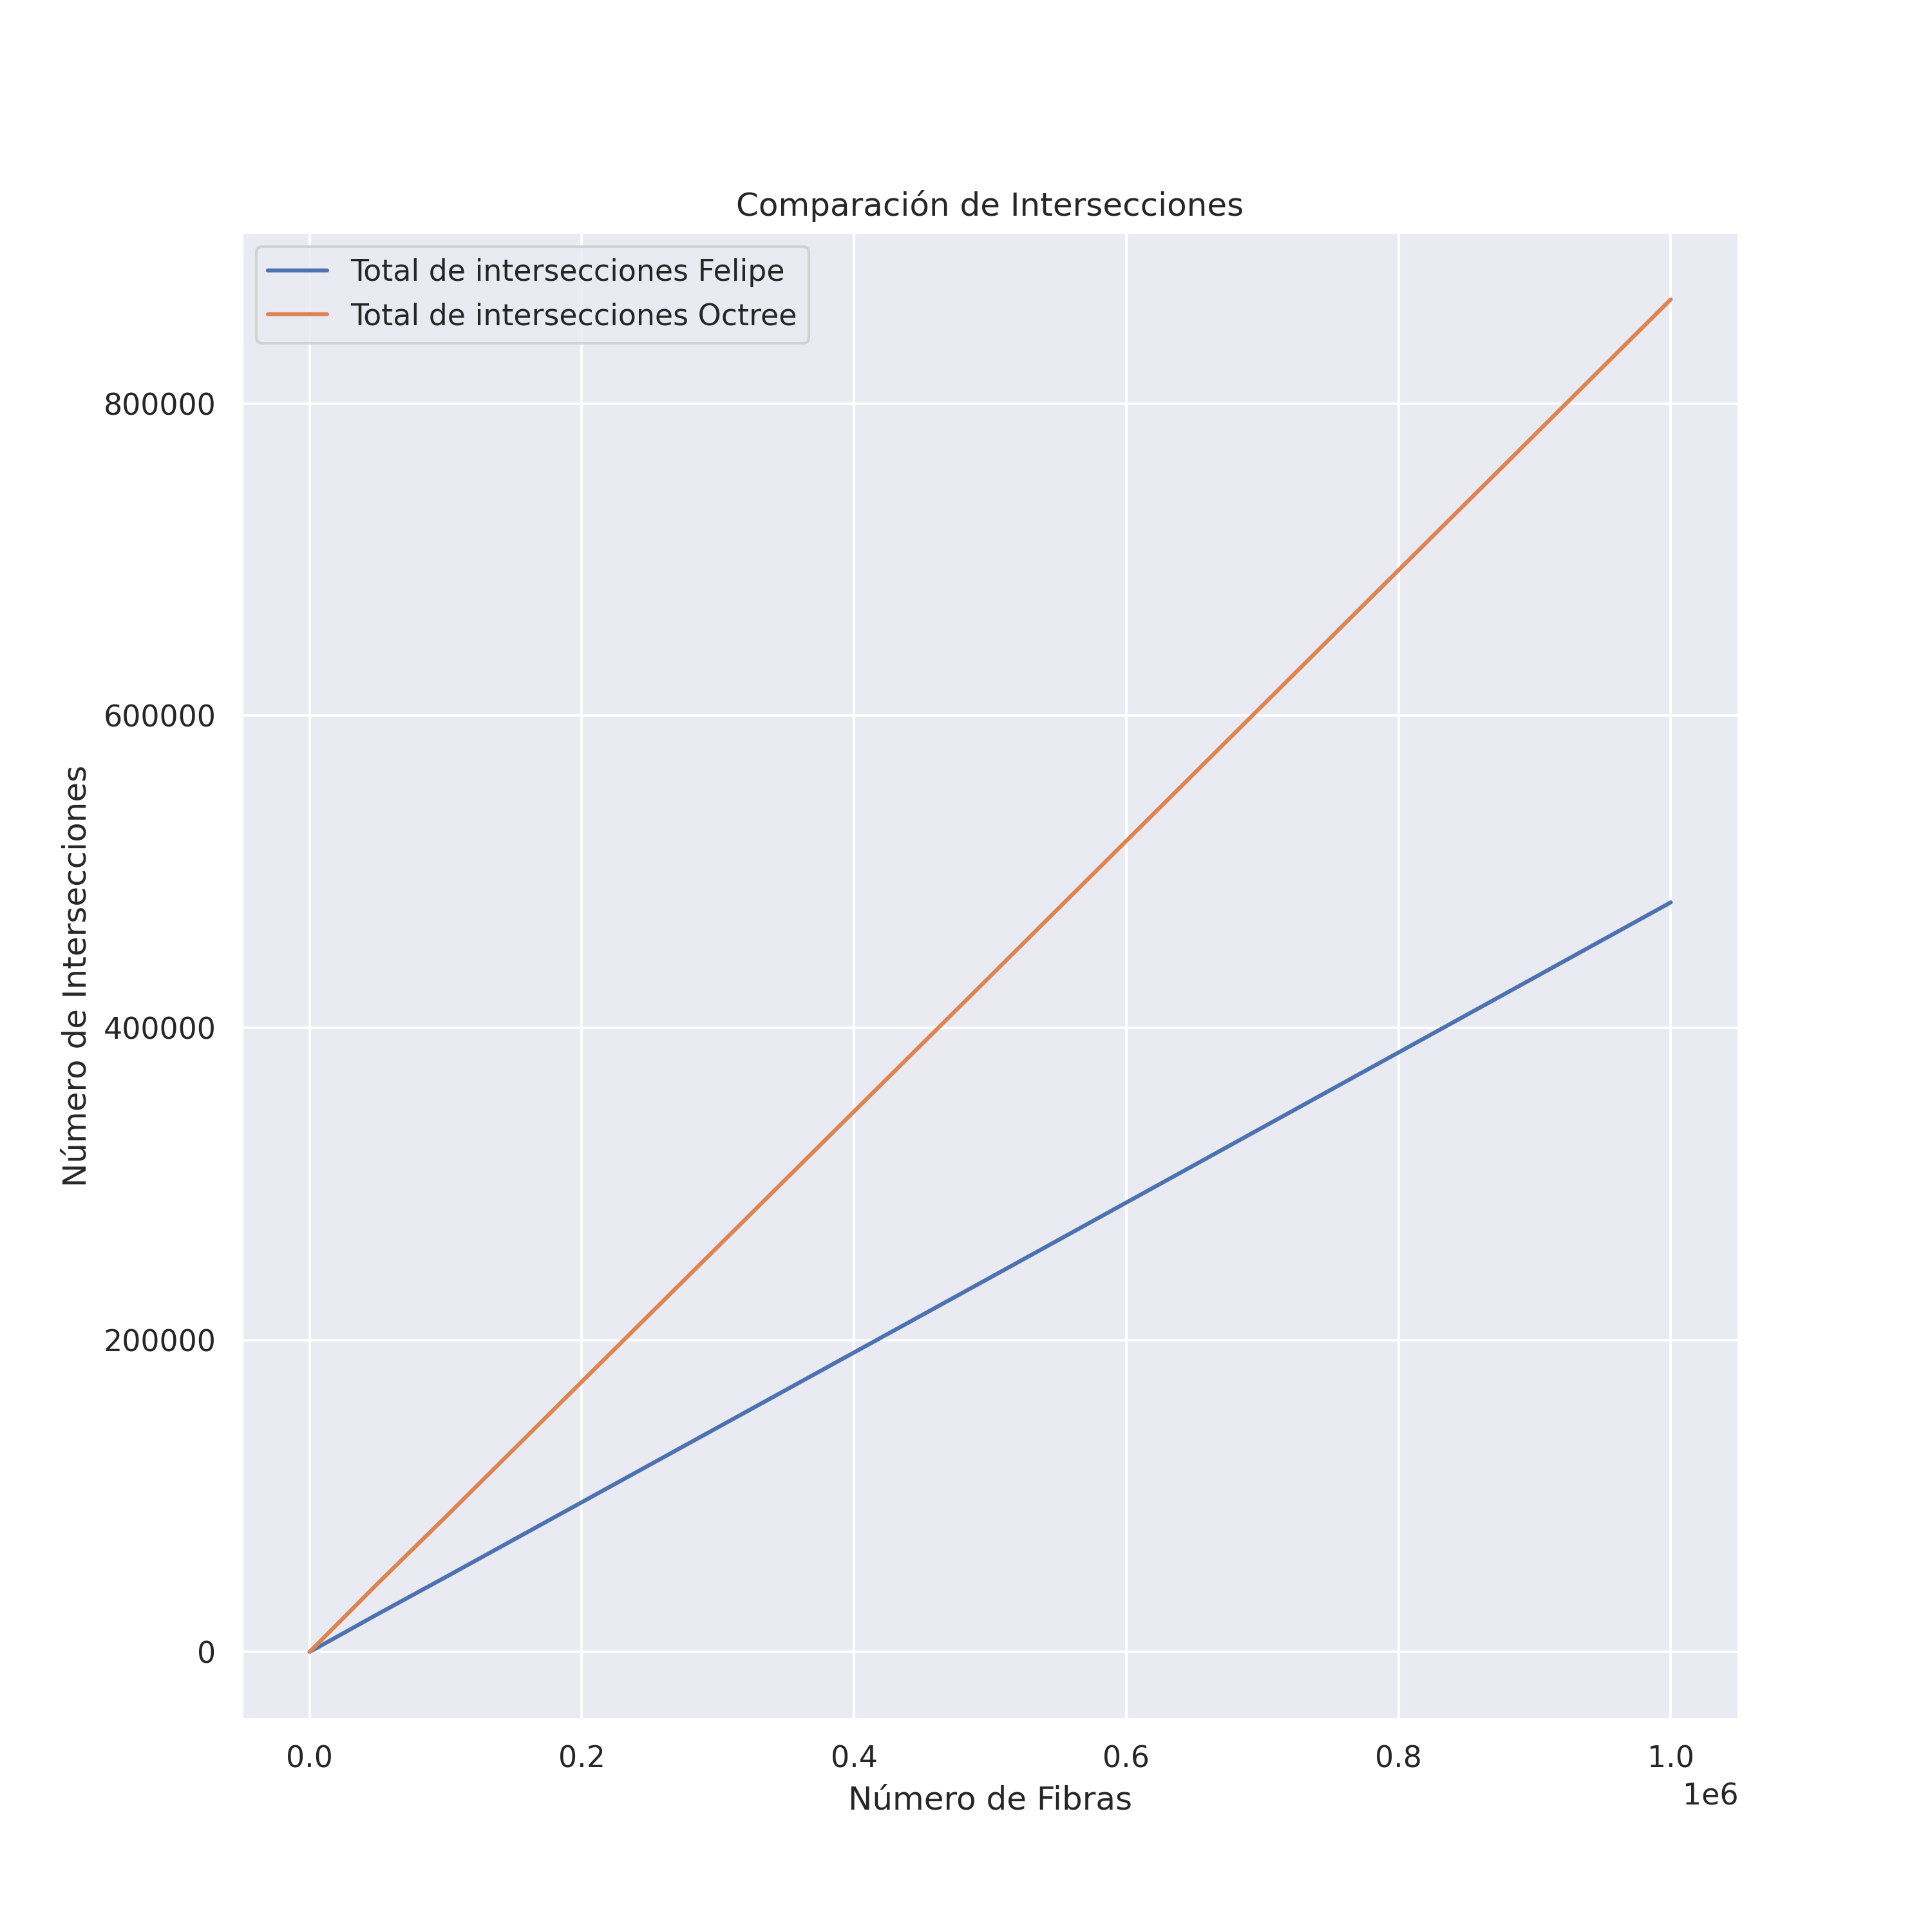 Comparación de Intersecciones
Total de intersecciones Felipe
Total de intersecciones Octree
Número de Intersecciones
800000
600000
400000
200000
0
0.0 0.2 0.4 0.6 0.8 1.0
1e6
Número de Fibras